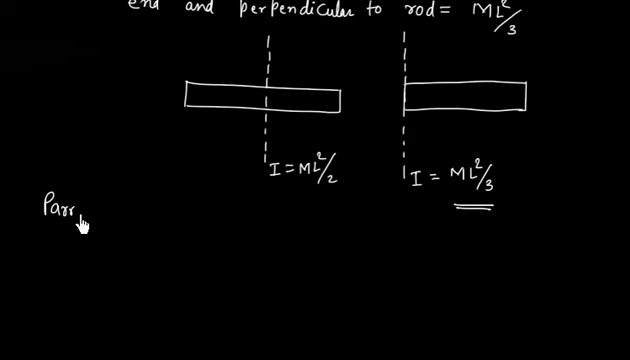 end and perpendicular to rod = ML²/3
I = ML²/2
I = ML²/3
Parr